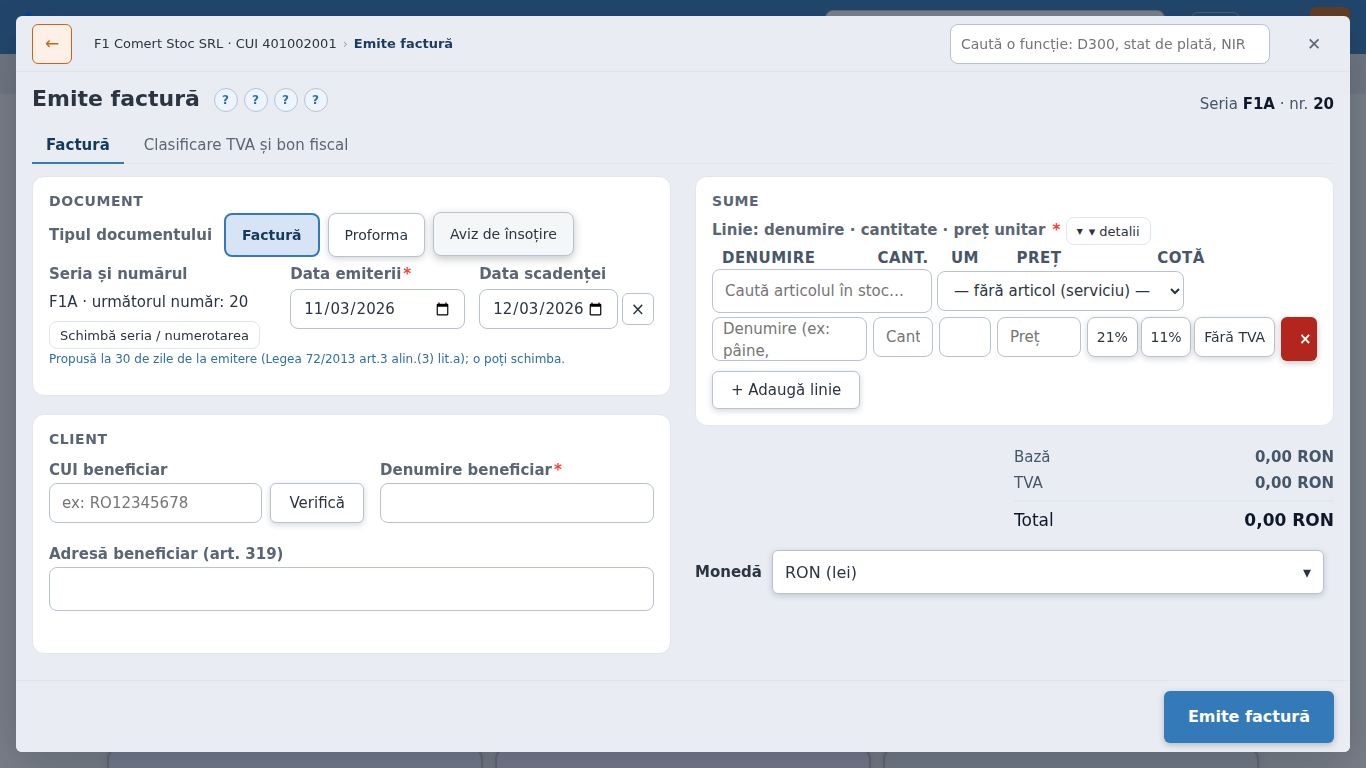 ←
F1 Comert Stoc SRL · CUI 401002001 › Emite factură
Caută o funcție: D300, stat de plată, NIR
✕
Emite factură ? ? ? ?
Seria F1A · nr. 20
Factură
Clasificare TVA și bon fiscal
DOCUMENT
Tipul documentului
Factură
Proforma
Aviz de însoțire
Seria și numărul
Data emiterii*
Data scadenței
F1A · următorul număr: 20
11/03/2026
12/03/2026
×
Schimbă seria / numerotarea
Propusă la 30 de zile de la emitere (Legea 72/2013 art.3 alin.(3) lit.a); o poți schimba.
CLIENT
CUI beneficiar
Denumire beneficiar*
ex: RO12345678
Verifică
Adresă beneficiar (art. 319)
SUME
Linie: denumire · cantitate · preț unitar *
▾ ▾ detalii
DENUMIRE CANT. UM PREȚ COTĂ
Caută articolul în stoc...
— fără articol (serviciu) —
Denumire (ex:
pâine,
Cant
Preț
21%
11%
Fără TVA
×
+ Adaugă linie
Bază 0,00 RON
TVA 0,00 RON
Total 0,00 RON
Monedă
RON (lei) ▾
Emite factură